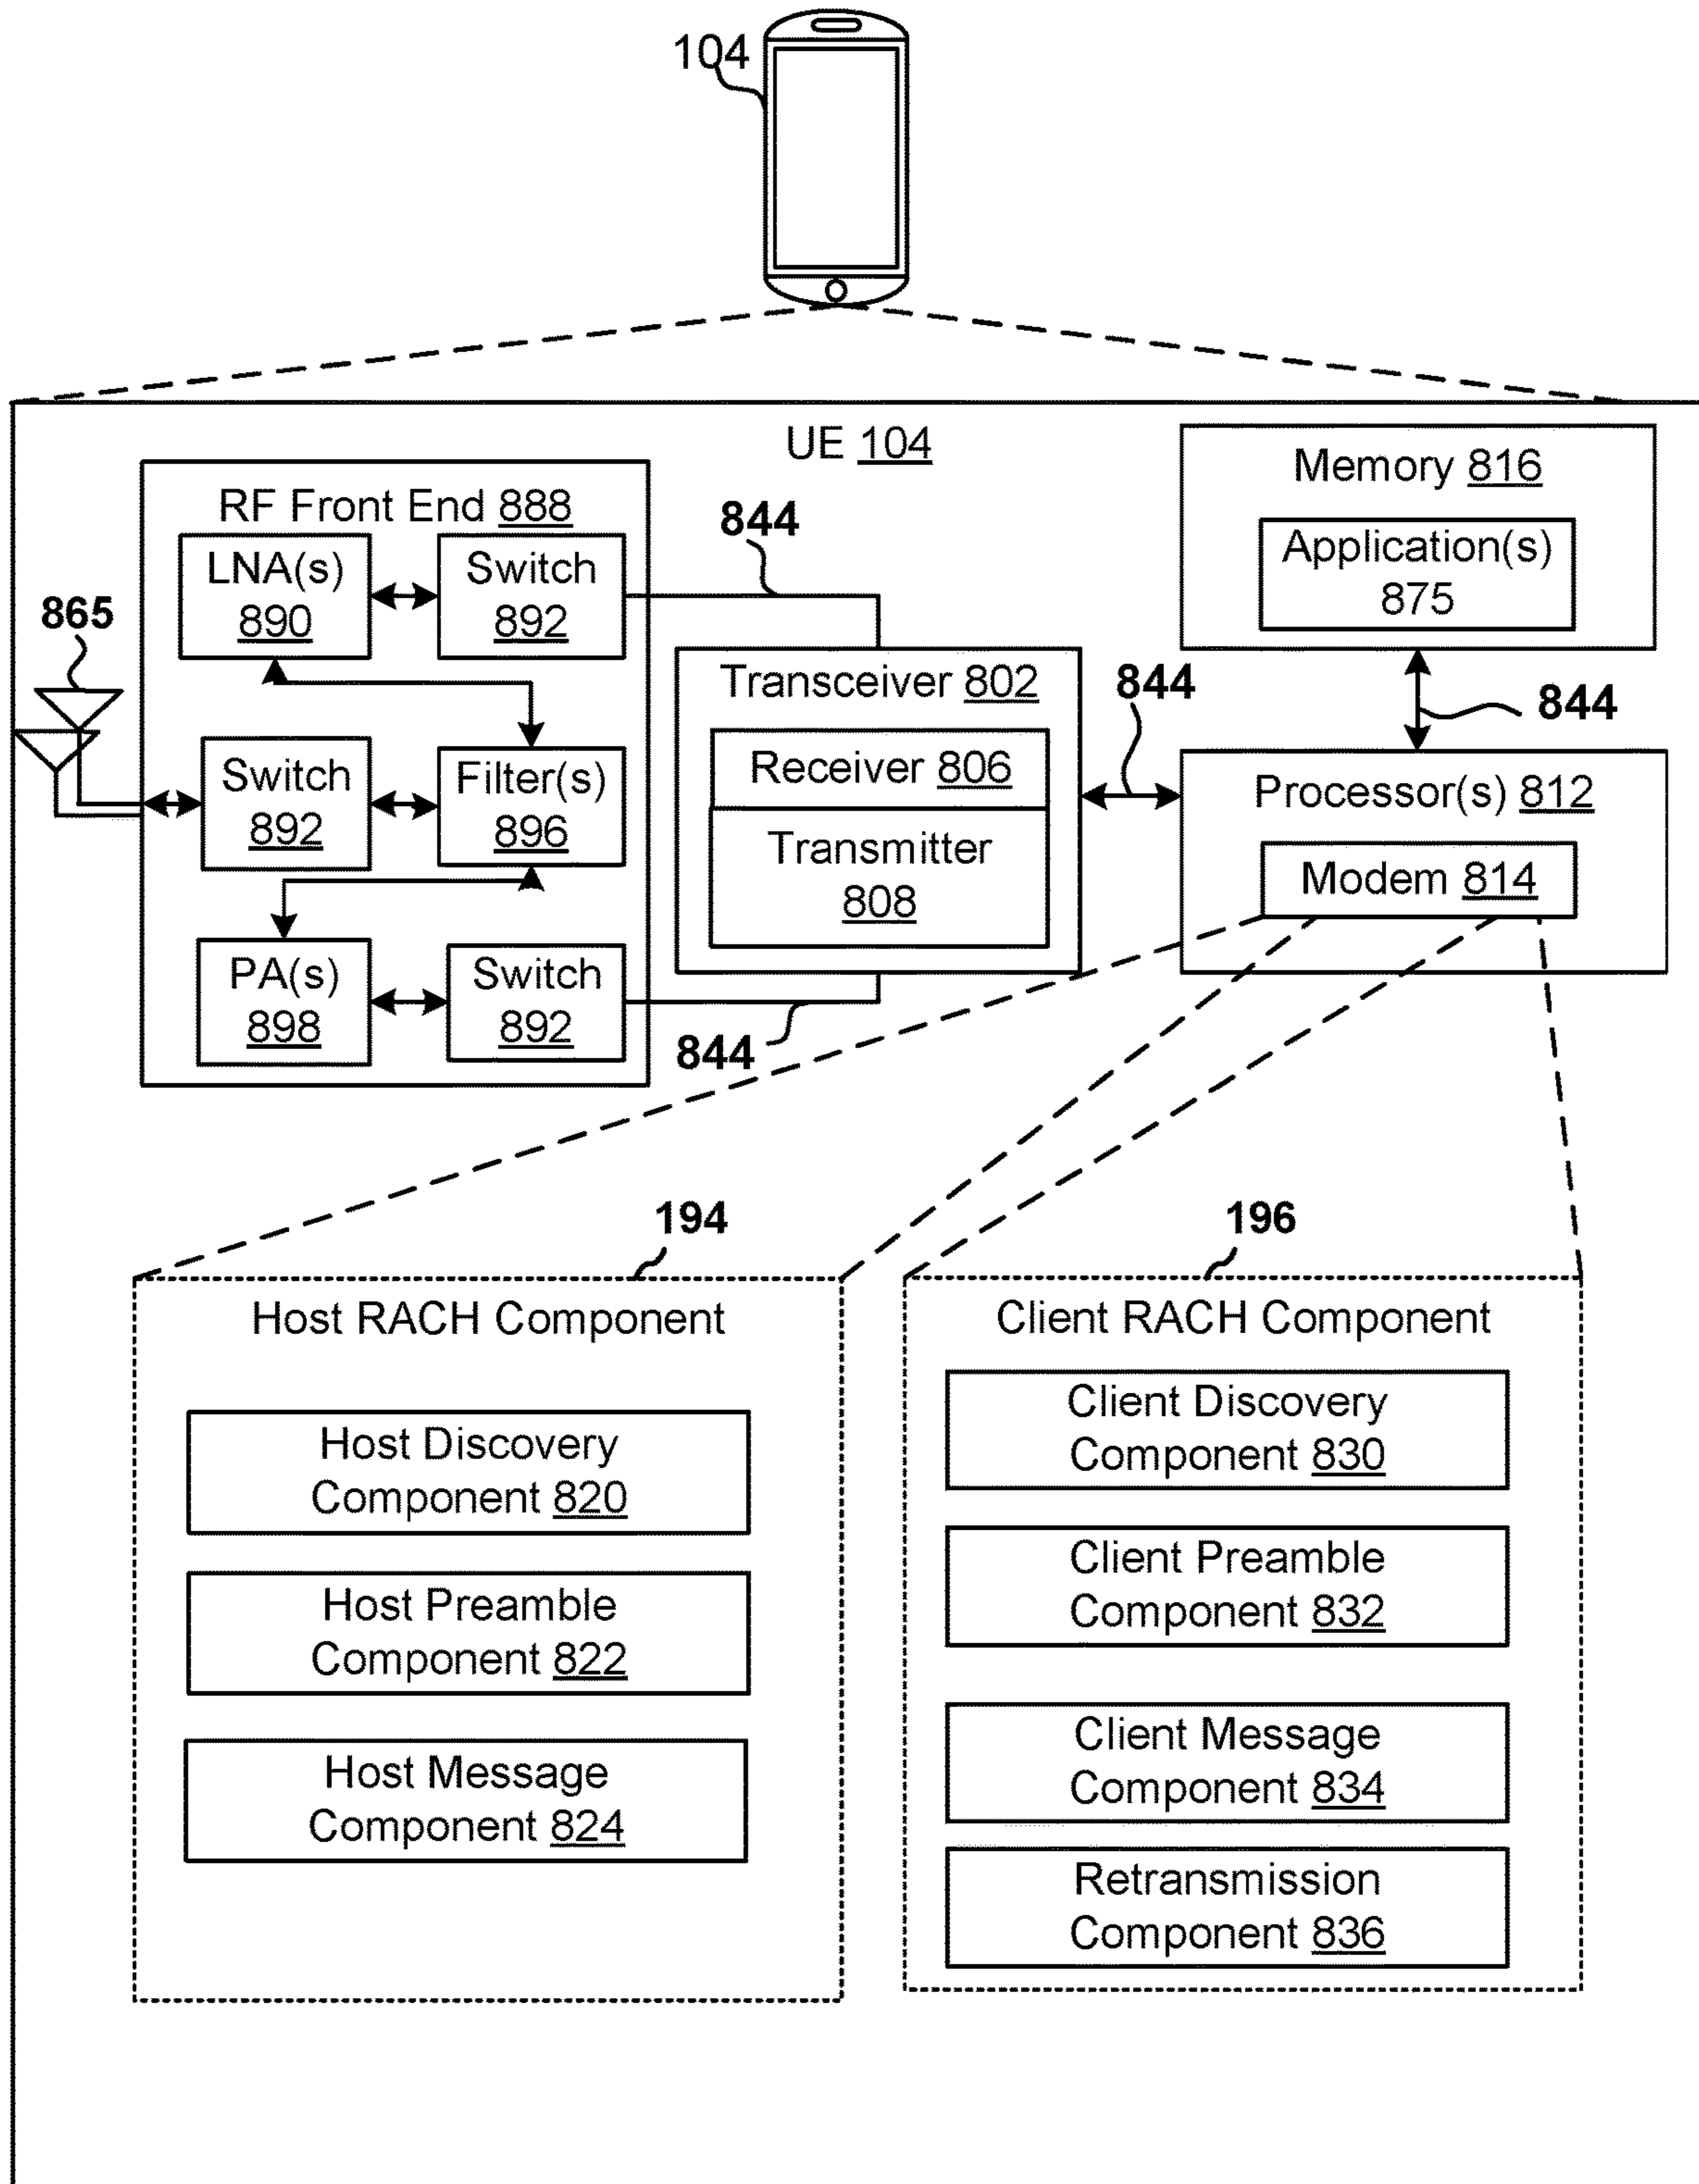 104
UE 104
RF Front End 888
LNA(s)
890
Switch
892
865
Switch
892
Filter(s)
896
PA(s)
898
Switch
892
844
844
Transceiver 802
Receiver 806
Transmitter
808
844
Memory 816
Application(s)
875
844
Processor(s) 812
Modem 814
194
Host RACH Component
Host Discovery
Component 820
Host Preamble
Component 822
Host Message
Component 824
196
Client RACH Component
Client Discovery
Component 830
Client Preamble
Component 832
Client Message
Component 834
Retransmission
Component 836